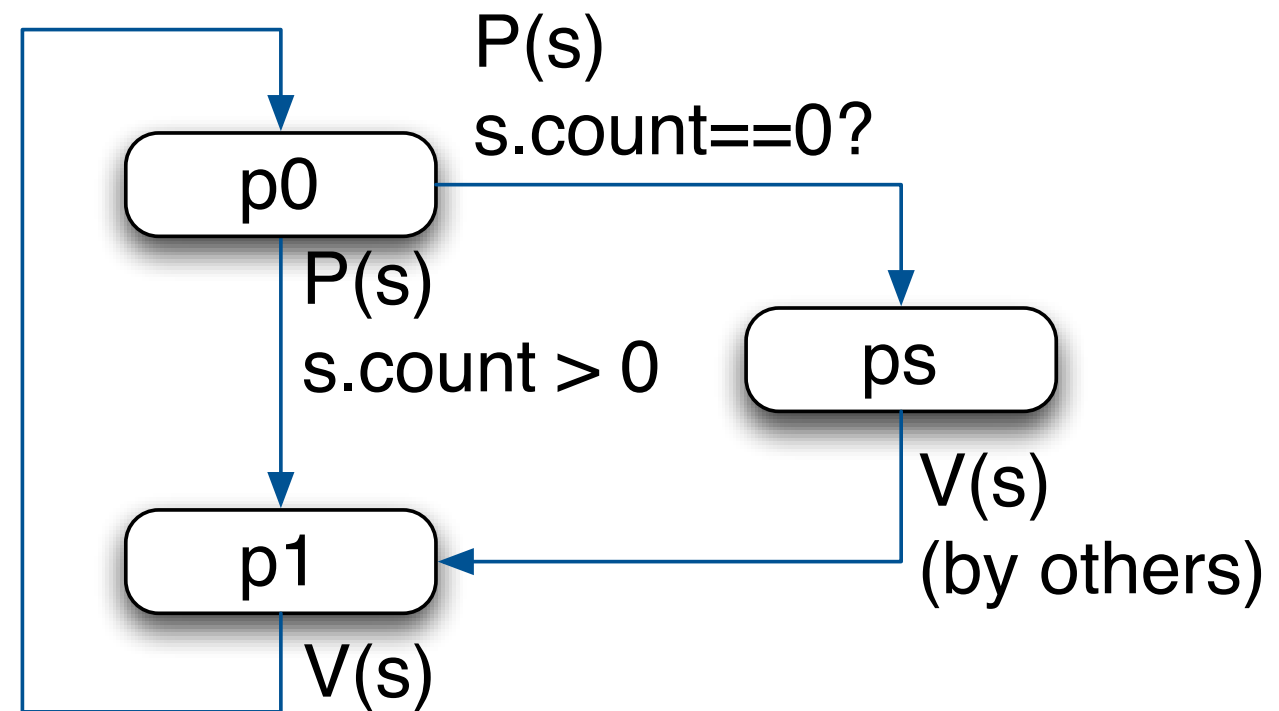 P(s)
s.count==0?
p0
P(s)
s.count > 0
ps
V(s)
(by others)
p1
V(s)